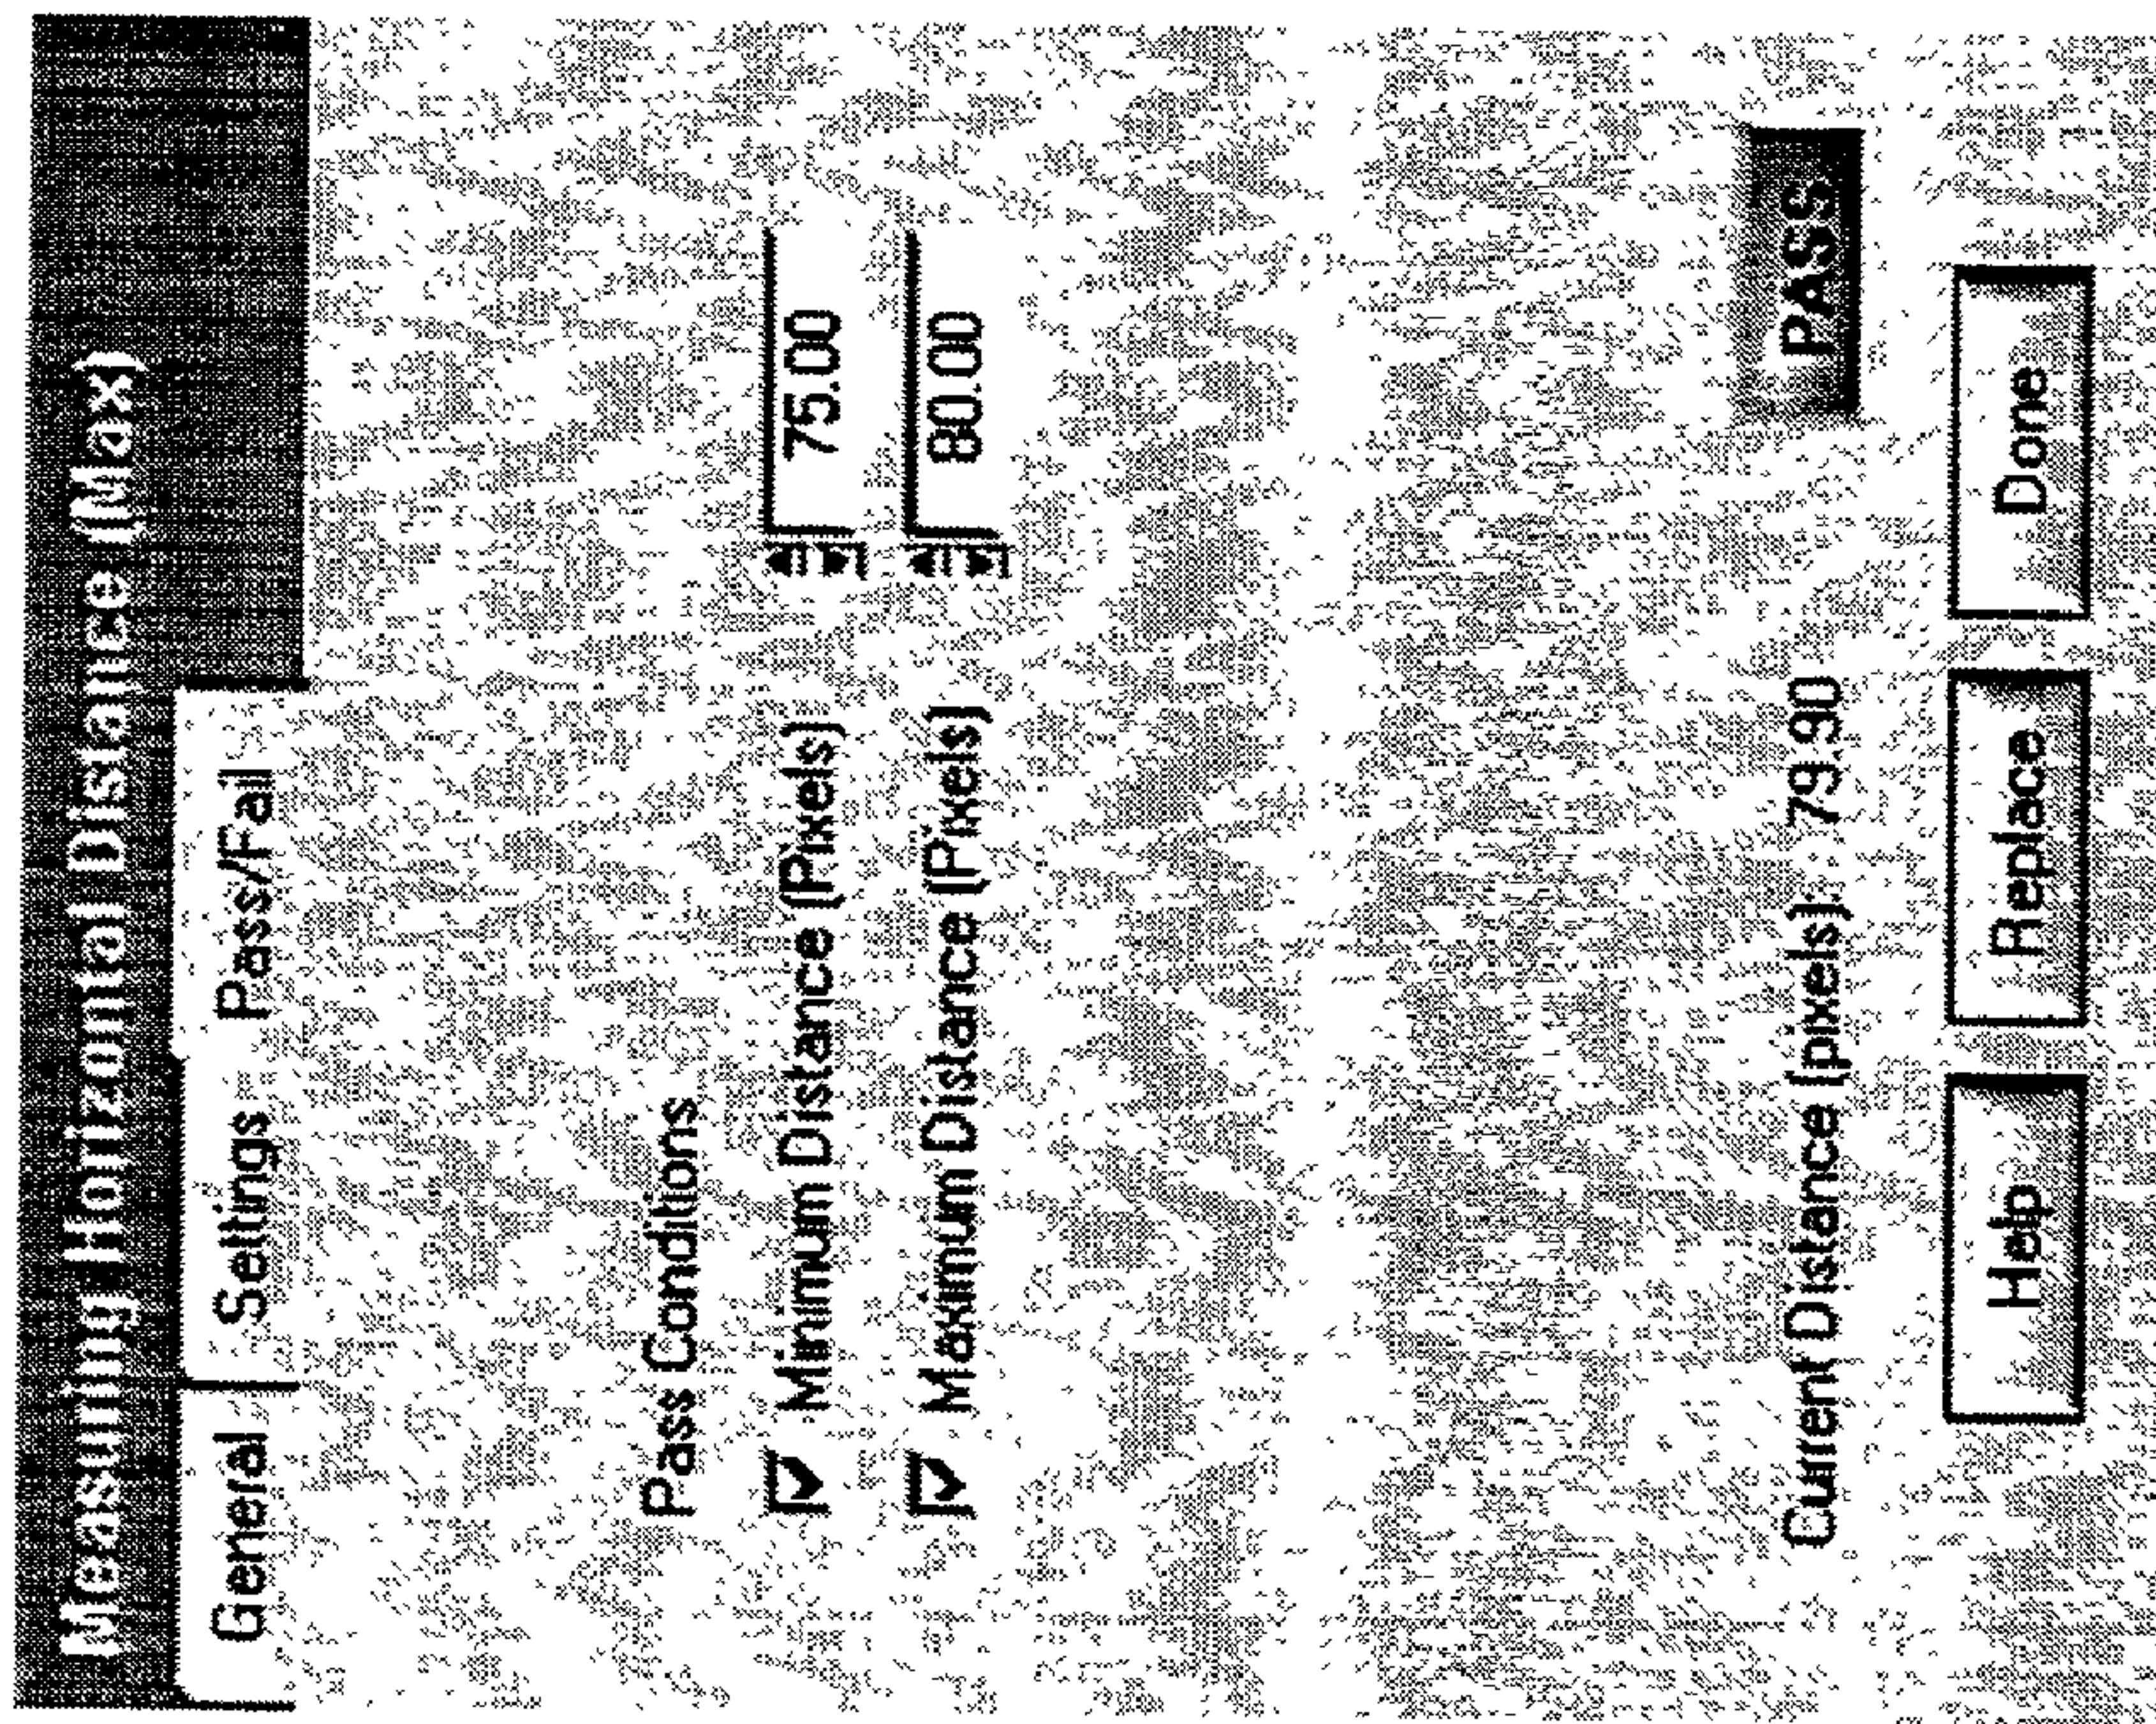 Measuring Horizontal Distance (Max)
General Settings Pass/Fail
Pass Conditions
Minimum Distance (Pixels) 75.00
Maximum Distance (Pixels) 80.00
Current Distance (pixels): 79.90 PASS
Help Replace Done